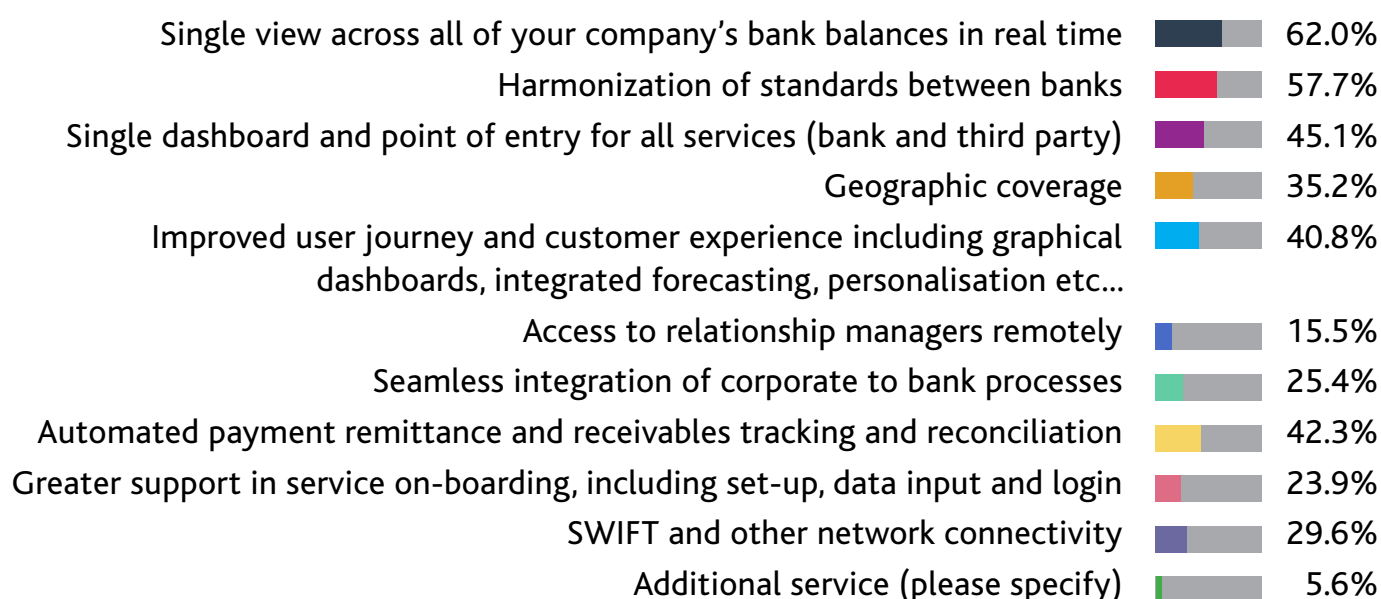 Single view across all of your company’s bank balances in real time 62.0%
Harmonization of standards between banks 57.7%
Single dashboard and point of entry for all services (bank and third party) 45.1%
Geographic coverage 35.2%
Improved user journey and customer experience including graphical 40.8%
dashboards, integrated forecasting, personalisation etc...
Access to relationship managers remotely 15.5%
Seamless integration of corporate to bank processes 25.4%
Automated payment remittance and receivables tracking and reconciliation 42.3%
Greater support in service on-boarding, including set-up, data input and login 23.9%
SWIFT and other network connectivity 29.6%
Additional service (please specify) 5.6%